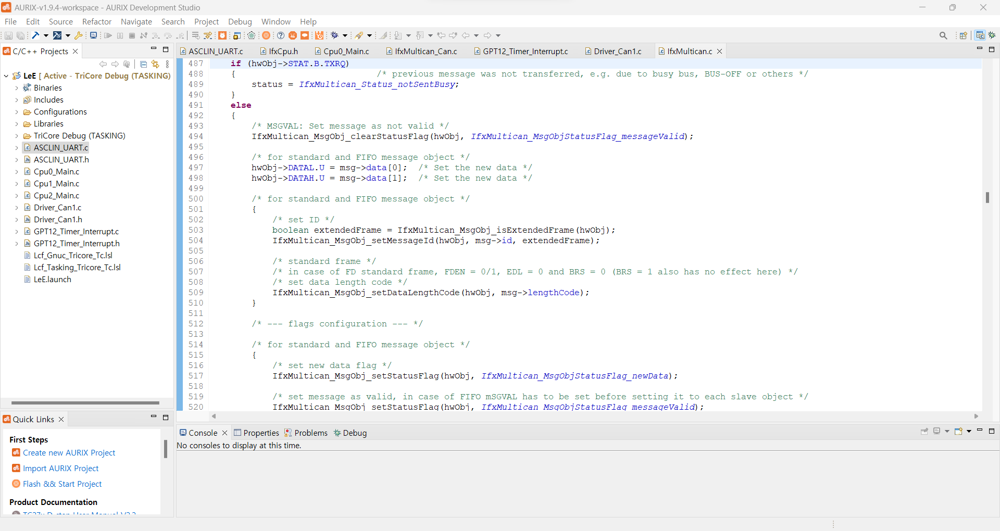 AURIX-v1.9.4-workspace - AURIX Development Studio
File Edit Source Refactor Navigate Search Project Debug Window Help
C/C++ Projects
LeE [ Active - TriCore Debug (TASKING)
Binaries
Includes
Configurations
Libraries
TriCore Debug (TASKING)
ASCLIN_UART.c
ASCLIN_UART.h
Cpu0_Main.c
Cpu1_Main.c
Cpu2_Main.c
Driver_Can1.c
Driver_Can1.h
GPT12_Timer_Interrupt.c
GPT12_Timer_Interrupt.h
Lcf_Gnuc_Tricore_Tc.lsl
Lcf_Tasking_Tricore_Tc.lsl
LeE.launch
Quick Links
First Steps
Create new AURIX Project
Import AURIX Project
Flash && Start Project
Product Documentation
ASCLIN_UART.c IfxCpu.h Cpu0_Main.c IfxMultican_Can.c GPT12_Timer_Interrupt.c Driver_Can1.c IfxMultican.c
487 if (hwObj->STAT.B.TXRQ)
488 { /* previous message was not transferred, e.g. due to busy bus, BUS-OFF or others */
489 status = IfxMultican_Status_notSentBusy;
490 }
491 else
492 {
493 /* MSGVAL: Set message as not valid */
494 IfxMultican_MsgObj_clearStatusFlag(hwObj, IfxMultican_MsgObjStatusFlag_messageValid);
495
496 /* for standard and FIFO message object */
497 hwObj->DATAL.U = msg->data[0]; /* Set the new data */
498 hwObj->DATAH.U = msg->data[1]; /* Set the new data */
499
500 /* for standard and FIFO message object */
501 {
502 /* set ID */
503 boolean extendedFrame = IfxMultican_MsgObj_isExtendedFrame(hwObj);
504 IfxMultican_MsgObj_setMessageId(hwObj, msg->id, extendedFrame);
505
506 /* standard frame */
507 /* in case of FD standard frame, FDEN = 0/1, EDL = 0 and BRS = 0 (BRS = 1 also has no effect here) */
508 /* set data length code */
509 IfxMultican_MsgObj_setDataLengthCode(hwObj, msg->lengthCode);
510 }
511
512 /* --- flags configuration --- */
513
514 /* for standard and FIFO message object */
515 {
516 /* set new data flag */
517 IfxMultican_MsgObj_setStatusFlag(hwObj, IfxMultican_MsgObjStatusFlag_newData);
518
519 /* set message as valid, in case of FIFO mSGVAL has to be set before setting it to each slave object */
520 IfxMultican_MsgObj_setStatusFlag(hwObj, IfxMultican_MsgObjStatusFlag_messageValid);
Console Properties Problems Debug
No consoles to display at this time.